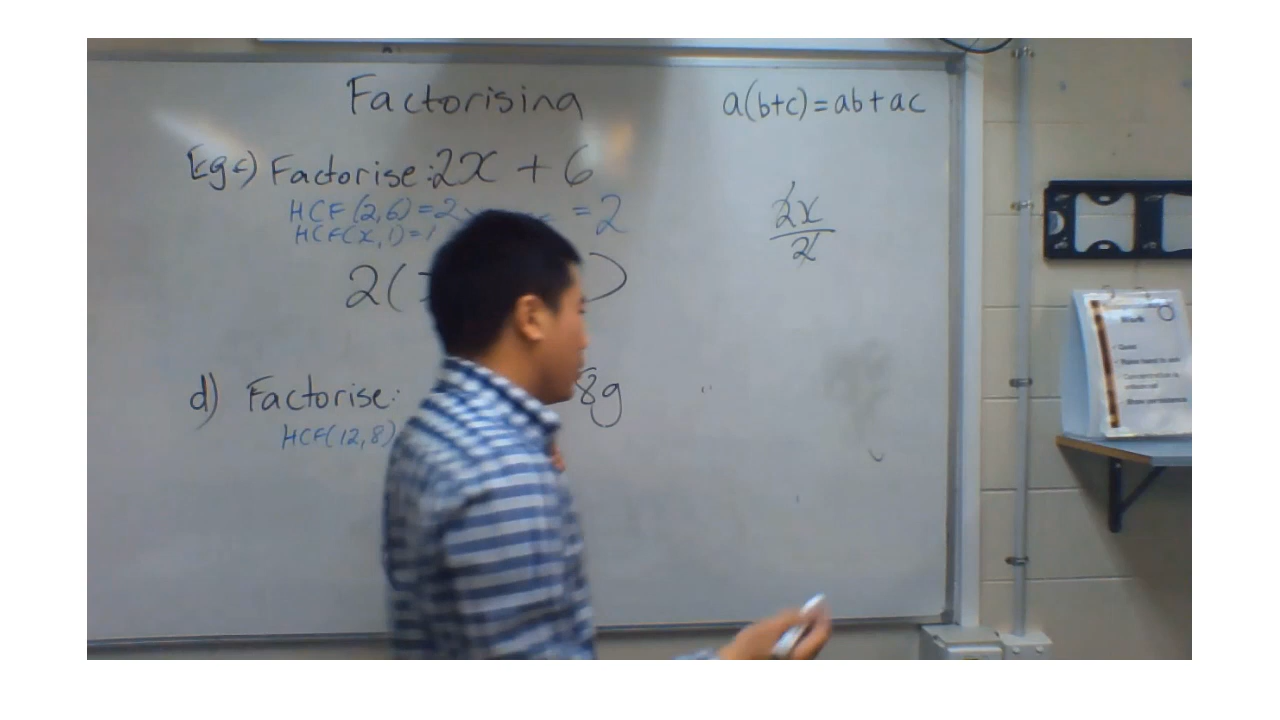 Factorising
a(b+c)=ab+ac
Eg c) Factorise: 2x + 6
HCF(2,6)=2
=2
HCF(x,1)=1
2x
2
2(
)
d) Factorise:
8g
HCF(12,8)
Work